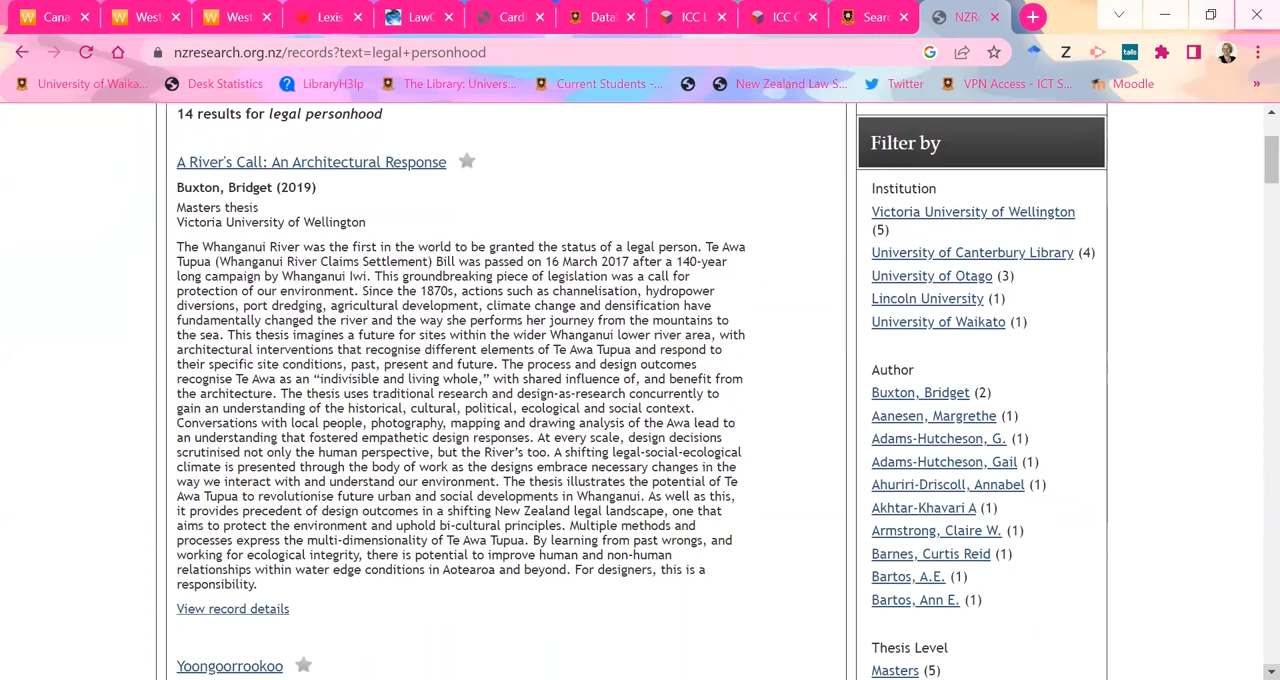 Cana
West
West
Lexis
LawC
Cardi
Datal
ICC L
ICC C
Sear
NZR
nzresearch.org.nz/records?text=legal+personhood
University of Waika...
Desk Statistics
LibraryH3lp
The Library: Univers...
Current Students -...
New Zealand Law S...
Twitter
VPN Access - ICT S...
Moodle
»
14 results for legal personhood
A River's Call: An Architectural Response
Buxton, Bridget (2019)
Masters thesis
Victoria University of Wellington
The Whanganui River was the first in the world to be granted the status of a legal person. Te Awa
Tupua (Whanganui River Claims Settlement) Bill was passed on 16 March 2017 after a 140-year
long campaign by Whanganui Iwi. This groundbreaking piece of legislation was a call for
protection of our environment. Since the 1870s, actions such as channelisation, hydropower
diversions, port dredging, agricultural development, climate change and densification have
fundamentally changed the river and the way she performs her journey from the mountains to
the sea. This thesis imagines a future for sites within the wider Whanganui lower river area, with
architectural interventions that recognise different elements of Te Awa Tupua and respond to
their specific site conditions, past, present and future. The process and design outcomes
recognise Te Awa as an “indivisible and living whole,” with shared influence of, and benefit from
the architecture. The thesis uses traditional research and design-as-research concurrently to
gain an understanding of the historical, cultural, political, ecological and social context.
Conversations with local people, photography, mapping and drawing analysis of the Awa lead to
an understanding that fostered empathetic design responses. At every scale, design decisions
scrutinised not only the human perspective, but the River’s too. A shifting legal-social-ecological
climate is presented through the body of work as the designs embrace necessary changes in the
way we interact with and understand our environment. The thesis illustrates the potential of Te
Awa Tupua to revolutionise future urban and social developments in Whanganui. As well as this,
it provides precedent of design outcomes in a shifting New Zealand legal landscape, one that
aims to protect the environment and uphold bi-cultural principles. Multiple methods and
processes express the multi-dimensionality of Te Awa Tupua. By learning from past wrongs, and
working for ecological integrity, there is potential to improve human and non-human
relationships within water edge conditions in Aotearoa and beyond. For designers, this is a
responsibility.
View record details
Yoongoorrookoo
Filter by
Institution
Victoria University of Wellington
(5)
University of Canterbury Library (4)
University of Otago (3)
Lincoln University (1)
University of Waikato (1)
Author
Buxton, Bridget (2)
Aanesen, Margrethe (1)
Adams-Hutcheson, G. (1)
Adams-Hutcheson, Gail (1)
Ahuriri-Driscoll, Annabel (1)
Akhtar-Khavari A (1)
Armstrong, Claire W. (1)
Barnes, Curtis Reid (1)
Bartos, A.E. (1)
Bartos, Ann E. (1)
Thesis Level
Masters (5)